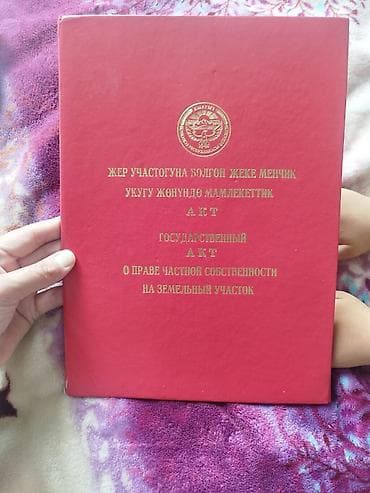 ЖЕР УЧАСТОГУНА БОЛГОН ЖЕКЕ МЕНЧИК
УКУГУ ЖӨНҮНДӨ МАМЛЕКЕТТИК
АКТ
ГОСУДАРСТВЕННЫЙ
АКТ
О ПРАВЕ ЧАСТНОЙ СОБСТВЕННОСТИ
НА ЗЕМЕЛЬНЫЙ УЧАСТОК